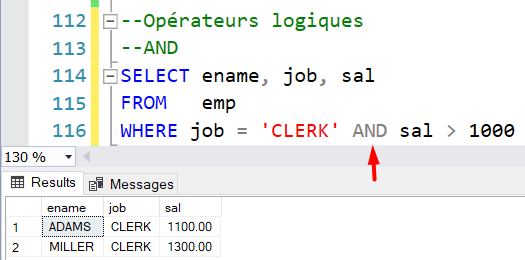 112 --Opérateurs logiques
113 --AND
114 SELECT ename, job, sal
115 FROM   emp
116 WHERE job = 'CLERK' AND sal > 1000
130 %
Results Messages
ename job sal
1 ADAMS CLERK 1100.00
2 MILLER CLERK 1300.00